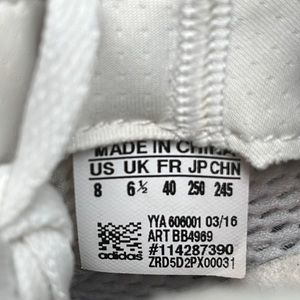 MADE IN CHINA
US UK FR JP CHN
8 6½ 40 250 245
YYA 606001 03/16
ART BB4969
#114287390
adidas ZRD5D2PX00031